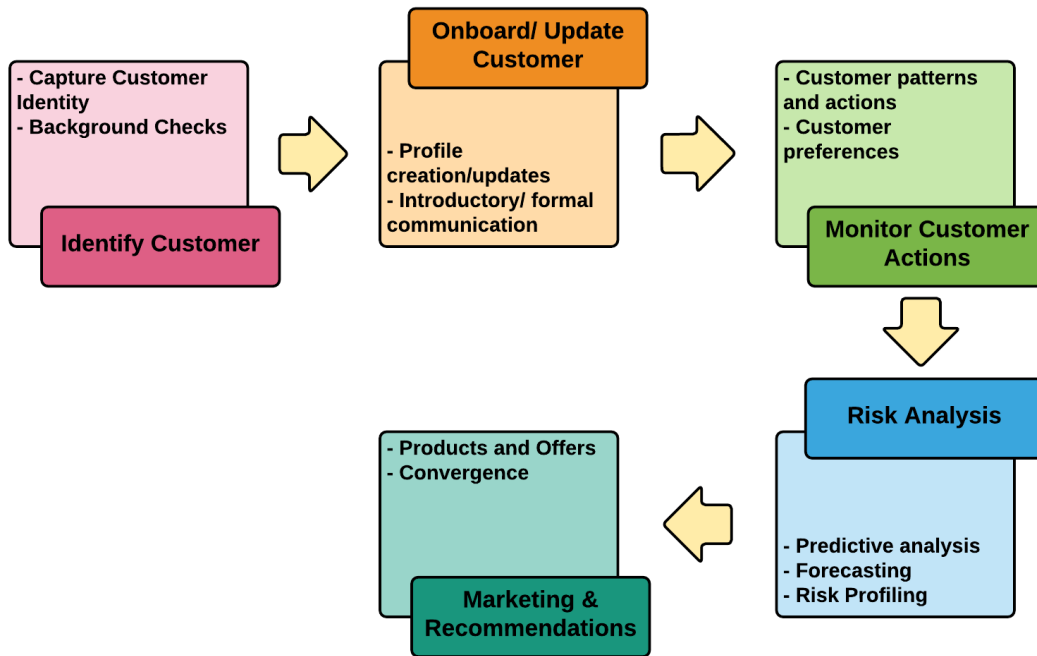 - Capture Customer
Identity
- Background Checks
Identify Customer
Onboard/ Update
Customer
- Profile
creation/updates
- Introductory/ formal
communication
- Customer patterns
and actions
- Customer
preferences
Monitor Customer
Actions
Risk Analysis
- Predictive analysis
- Forecasting
- Risk Profiling
- Products and Offers
- Convergence
Marketing &
Recommendations